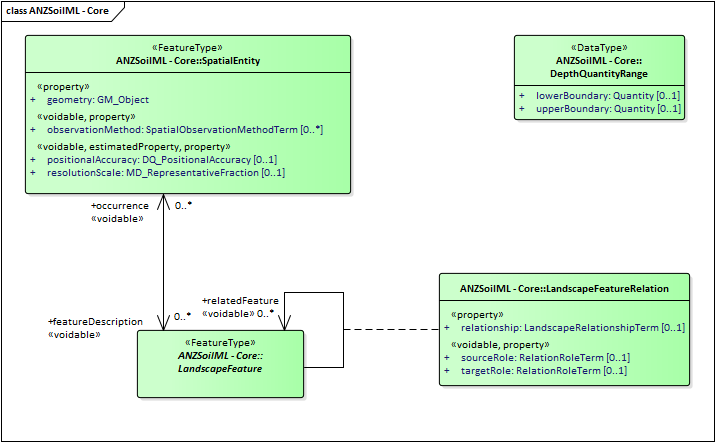 class ANZSoilML - Core
«FeatureType»
ANZSoilML - Core::SpatialEntity
«property»
+ geometry: GM_Object
«voidable, property»
+ observationMethod: SpatialObservationMethodTerm [0..*]
«voidable, estimatedProperty, property»
+ positionalAccuracy: DQ_PositionalAccuracy [0..1]
+ resolutionScale: MD_RepresentativeFraction [0..1]
«DataType»
ANZSoilML - Core::
DepthQuantityRange
+ lowerBoundary: Quantity [0..1]
+ upperBoundary: Quantity [0..1]
+occurrence 0..*
«voidable»
+featureDescription 0..*
«voidable»
+relatedFeature
«voidable» 0..*
«FeatureType»
ANZSoilML - Core::
LandscapeFeature
ANZSoilML - Core::LandscapeFeatureRelation
«property»
+ relationship: LandscapeRelationshipTerm [0..1]
«voidable, property»
+ sourceRole: RelationRoleTerm [0..1]
+ targetRole: RelationRoleTerm [0..1]